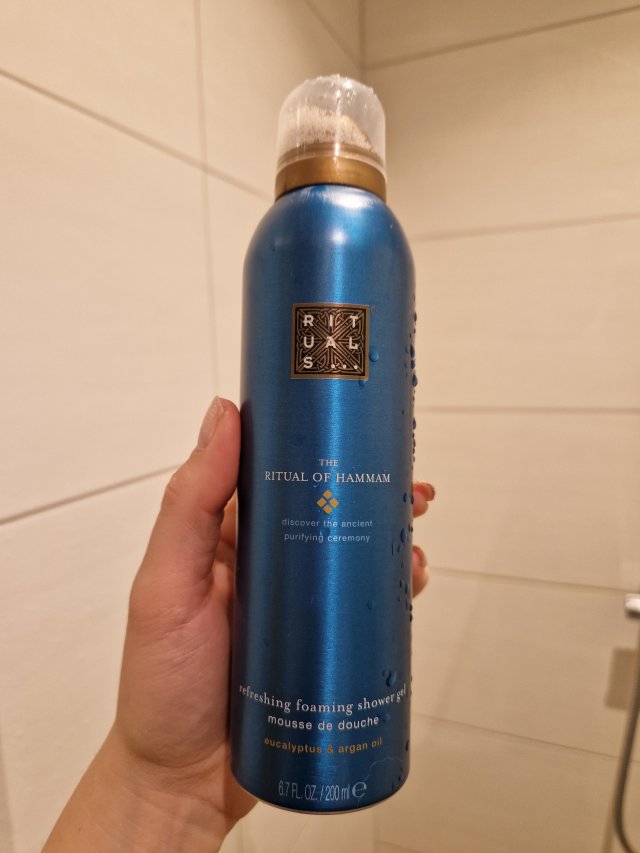 RIT
UAL
S...
THE
RITUAL OF HAMMAM
discover the ancient
purifying ceremony
refreshing foaming shower gel
mousse de douche
eucalyptus & argan oil
6.7 FL. OZ. / 200 ml ℮